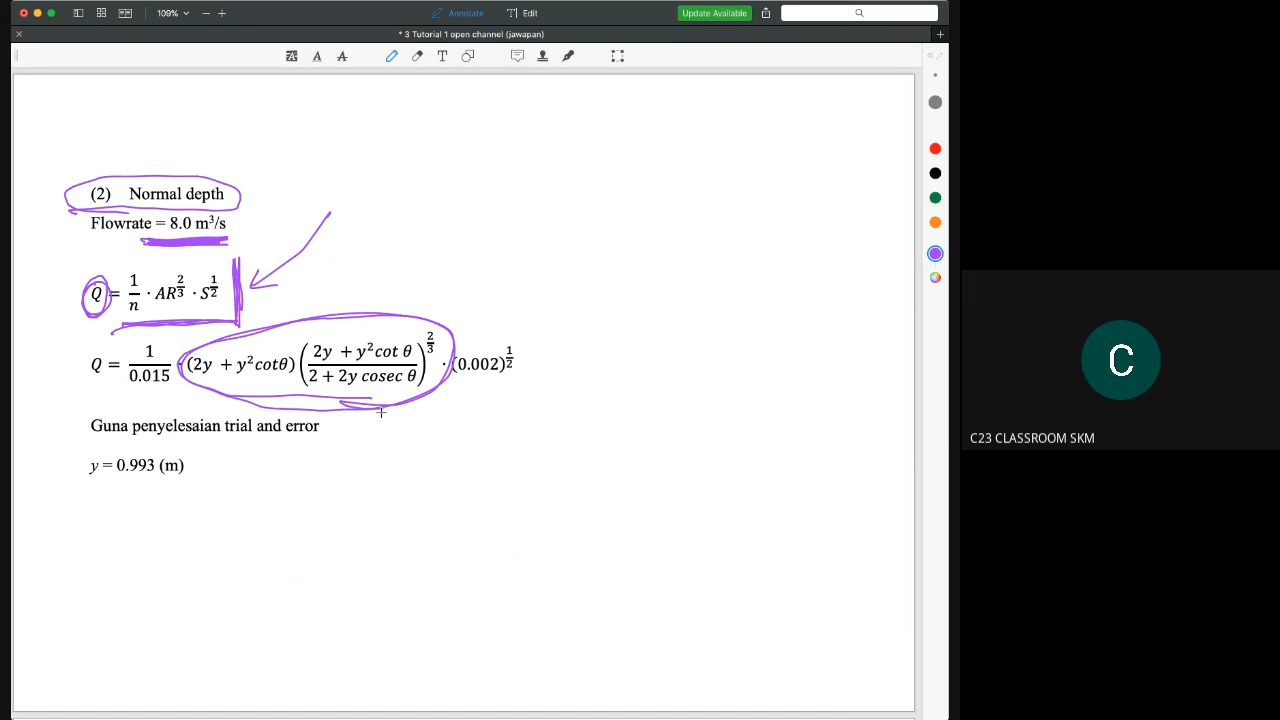 109%
Annotate
Edit
Update Available
* 3 Tutorial 1 open channel (jawapan)
(2) Normal depth
Flowrate = 8.0 m³/s
Q = 1/n · AR^(2/3) · S^(1/2)
Q = 1/0.015 · (2y + y²cotθ) ((2y + y²cot θ)/(2 + 2y cosec θ))^(2/3) · (0.002)^(1/2)
Guna penyelesaian trial and error
y = 0.993 (m)
C
C23 CLASSROOM SKM